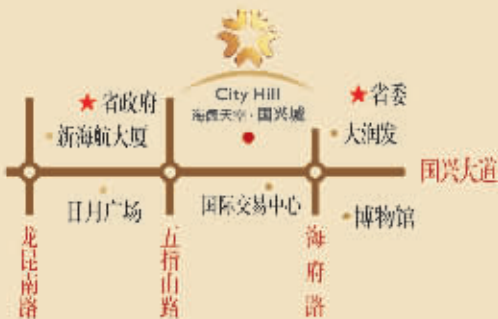 City Hill
海航天宇·国兴城
省政府
省委
新海航大厦
大润发
国兴大道
日月广场
国际交易中心
博物馆
龙昆南路
五指山路
海府路